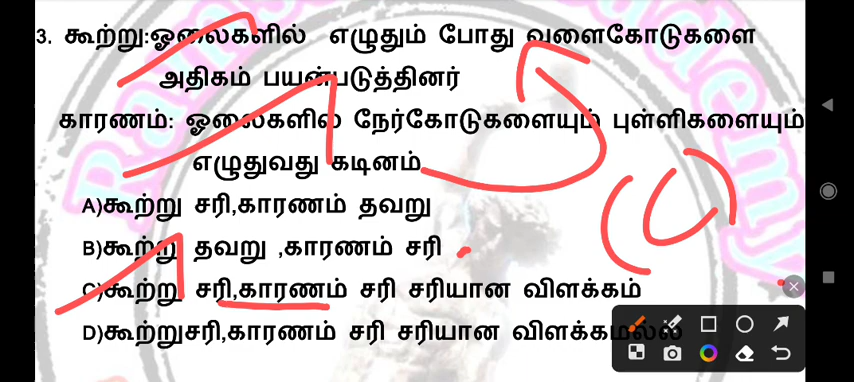 3. கூற்று:ஓலைகளில் எழுதும் போது வளைகோடுகளை
அதிகம் பயன்படுத்தினர்
காரணம்: ஓலைகளில் நேர்கோடுகளையும் புள்ளிகளையும்
எழுதுவது கடினம்
A)கூற்று சரி,காரணம் தவறு
B)கூற்று தவறு ,காரணம் சரி
C)கூற்று சரி,காரணம் சரி சரியான விளக்கம்
D)கூற்றுசரி,காரணம் சரி சரியான விளக்கமல்ல